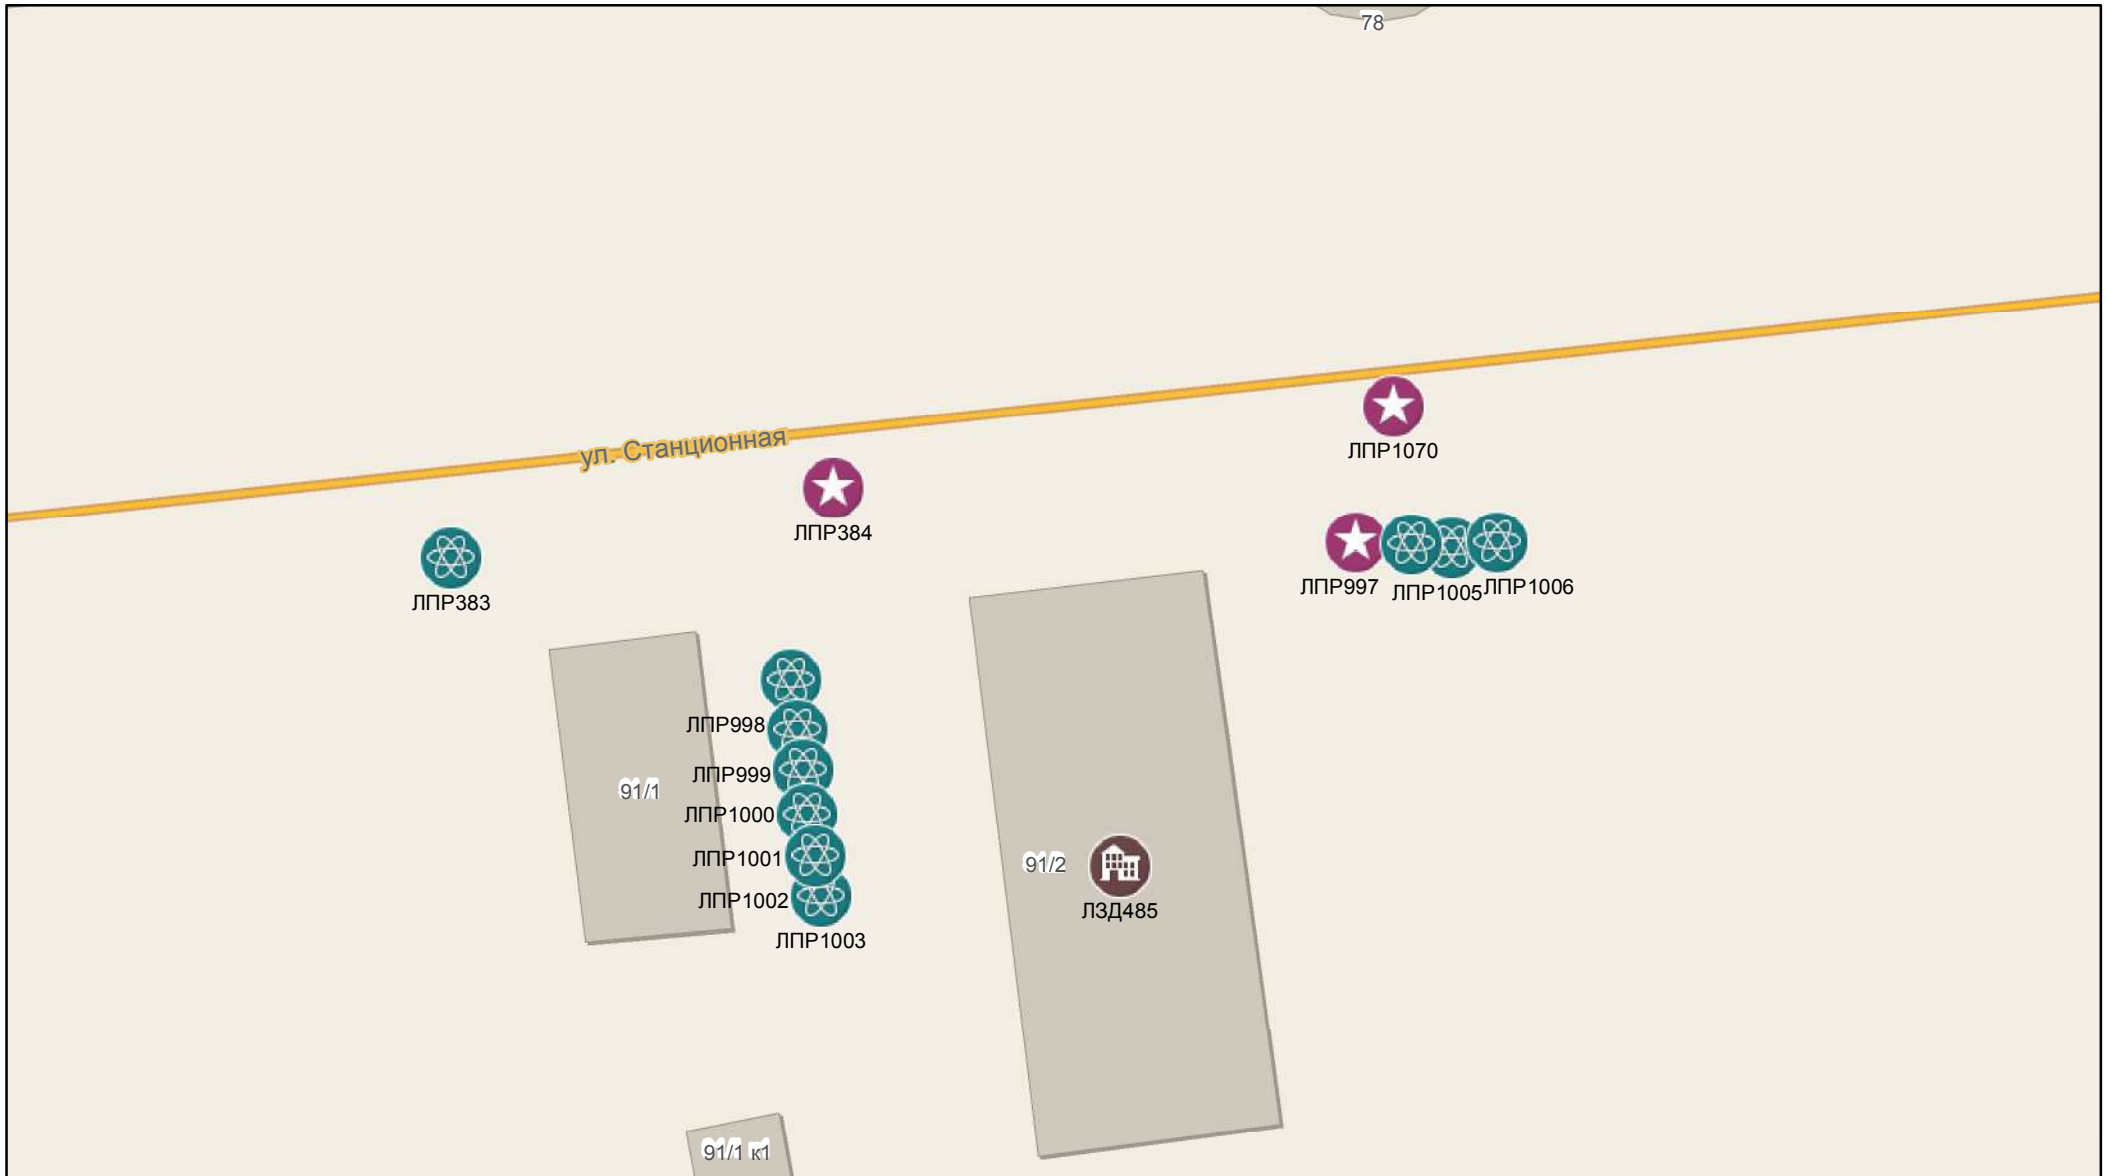 78
ул. Станционная
ЛПР1070
ЛПР384
ЛПР383
ЛПР997
ЛПР1005
ЛПР1006
ЛПР998
ЛПР999
91/1
ЛПР1000
ЛПР1001
91/2
ЛПР1002
ЛЗД485
ЛПР1003
91/1 к1